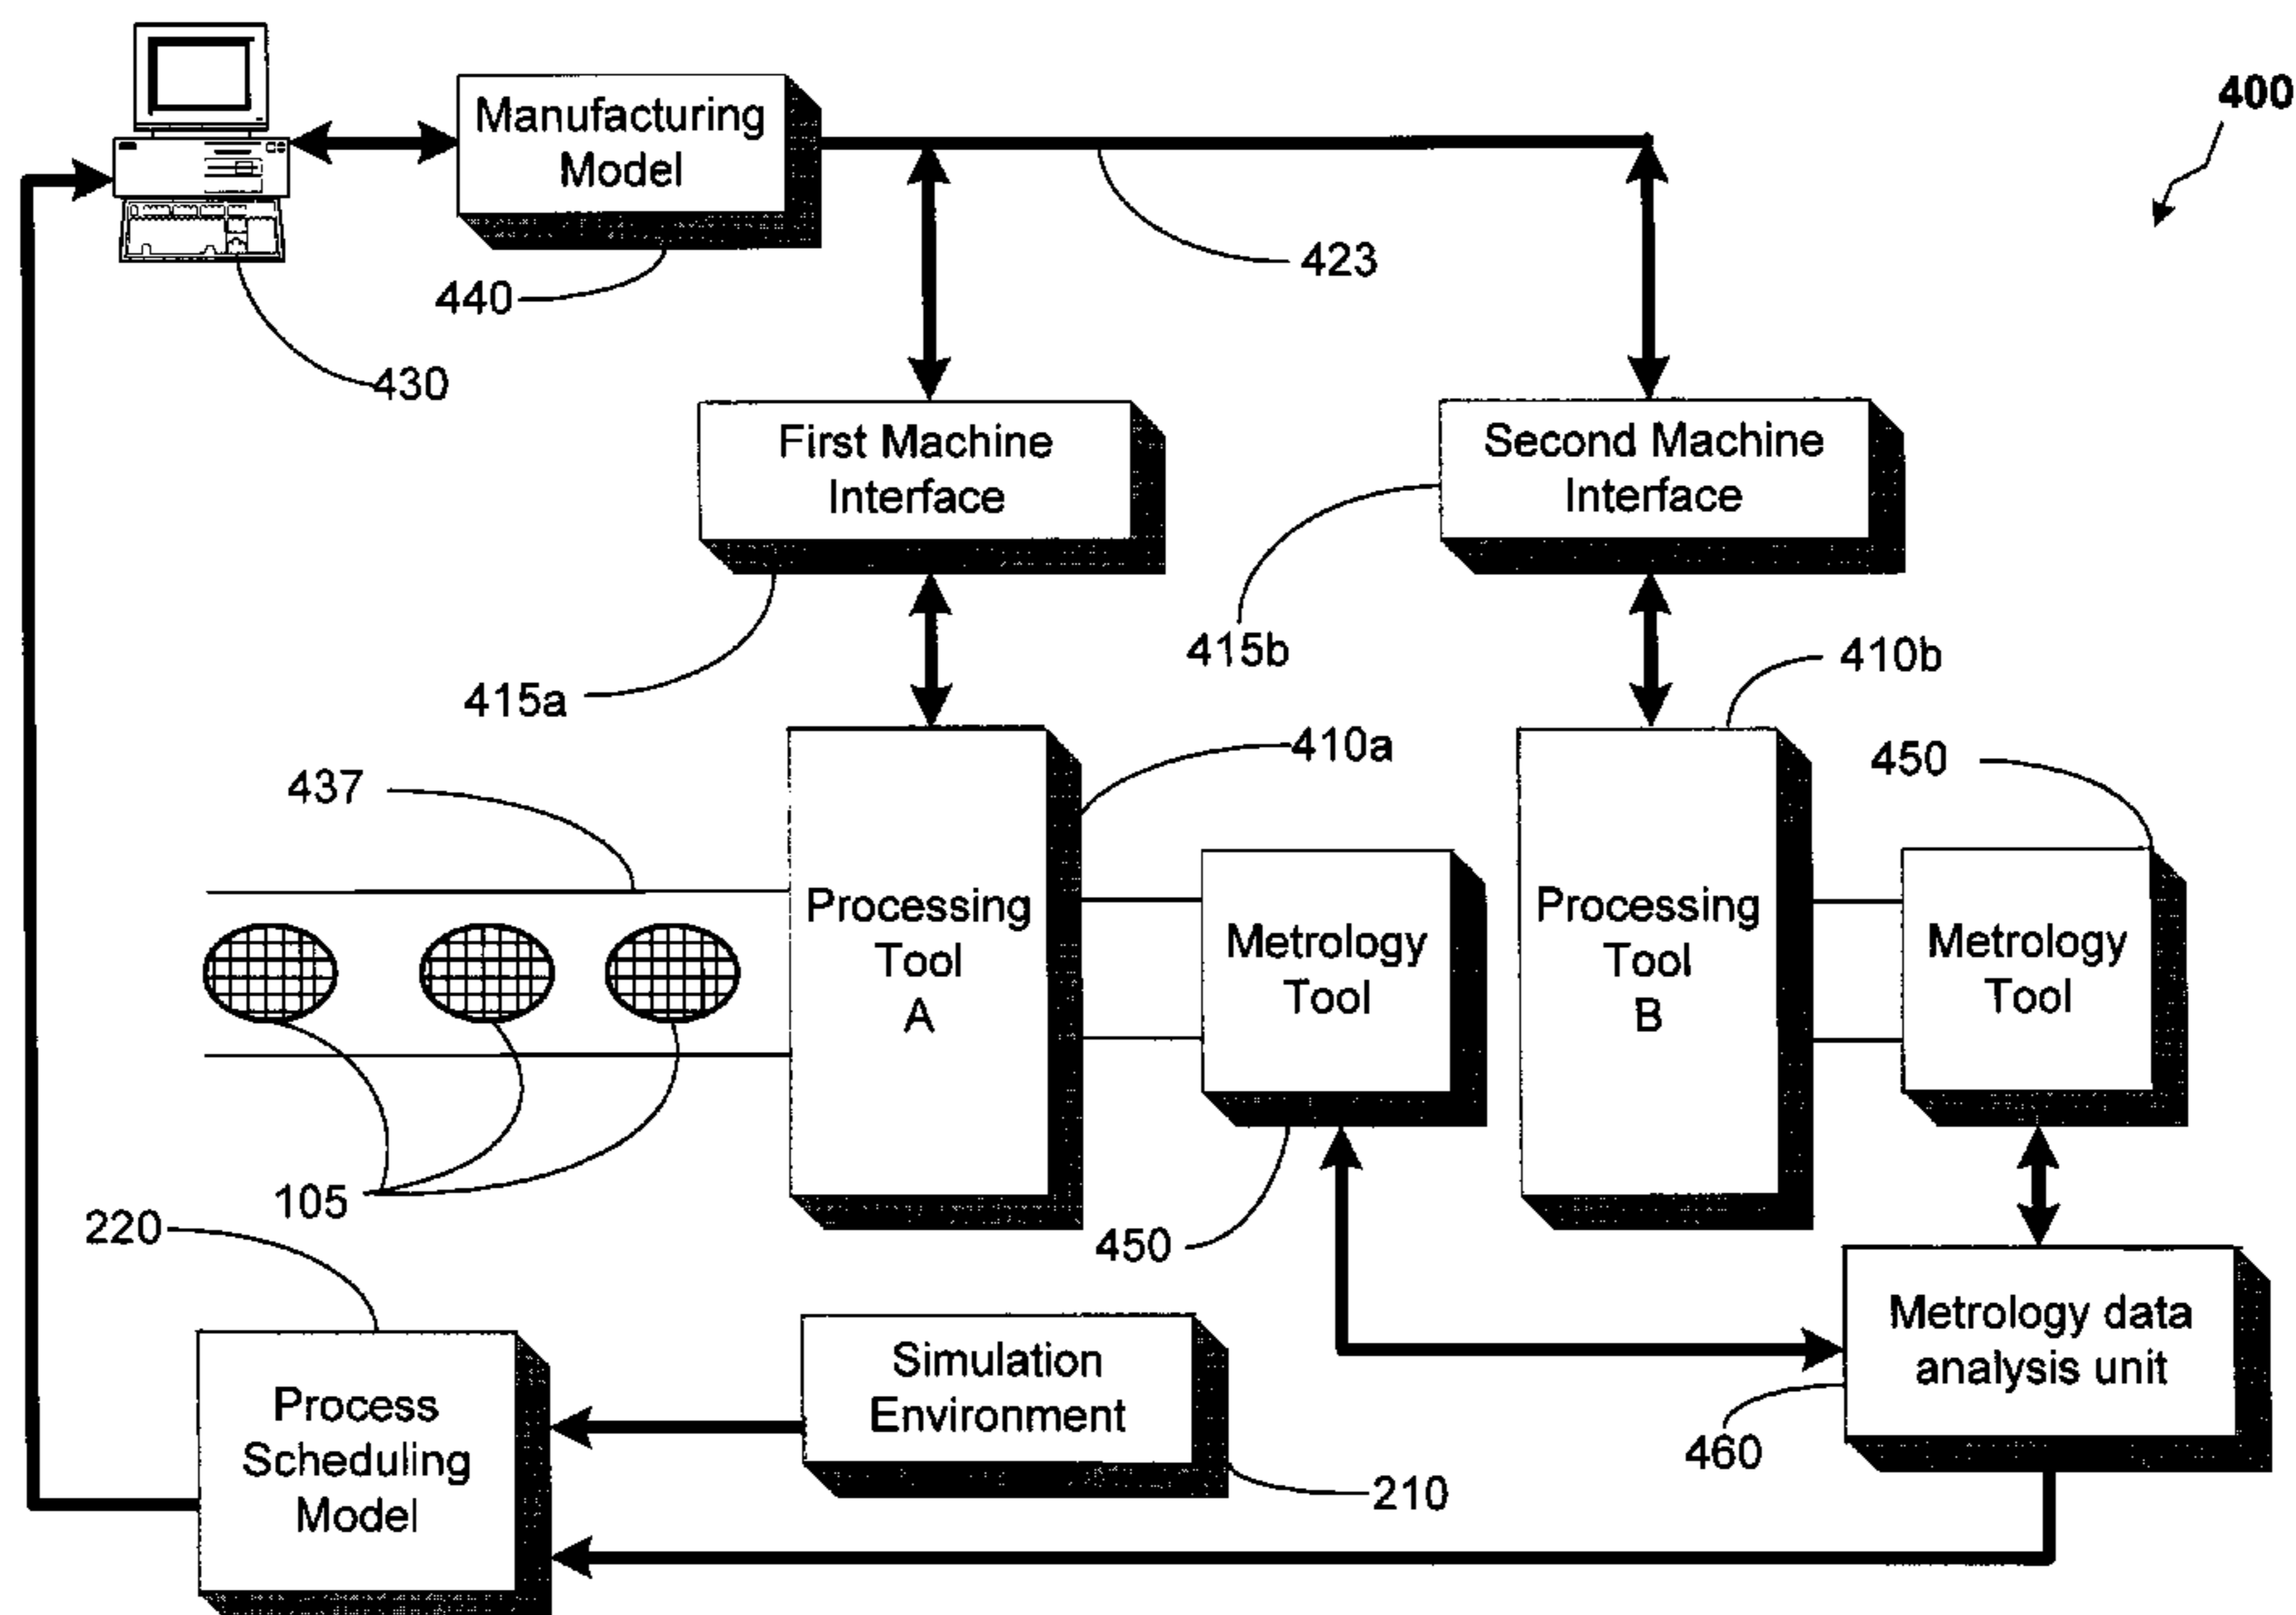 400
Manufacturing
Model
423
440
430
First Machine
Interface
Second Machine
Interface
415b
410b
415a
410a
450
437
Processing
Tool
A
Metrology
Tool
Processing
Tool
B
Metrology
Tool
105
220
450
Metrology data
analysis unit
Simulation
Environment
Process
Scheduling
Model
460
210